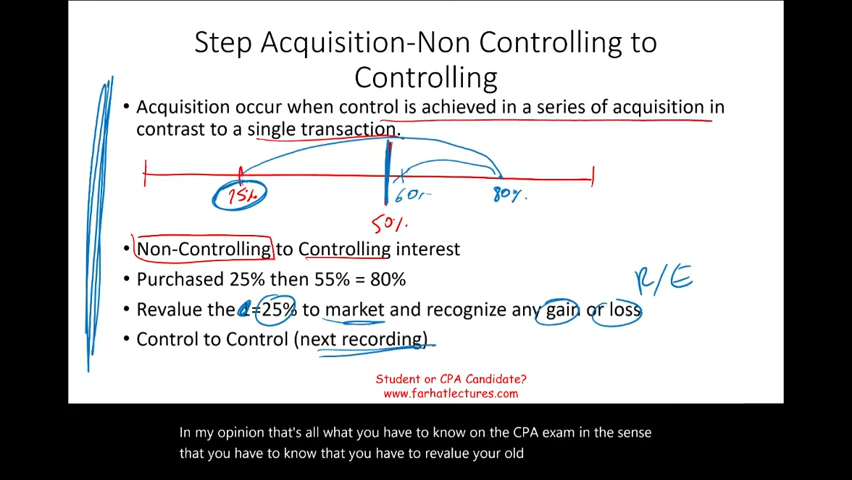 Step Acquisition-Non Controlling to
Controlling
• Acquisition occur when control is achieved in a series of acquisition in
contrast to a single transaction.
25%
60%
80%
50%
• Non-Controlling to Controlling interest
• Purchased 25% then 55% = 80%
R/E
• Revalue the =25% to market and recognize any gain or loss
• Control to Control (next recording)
Student or CPA Candidate?
www.farhatlectures.com
In my opinion that's all what you have to know on the CPA exam in the sense
that you have to know that you have to revalue your old